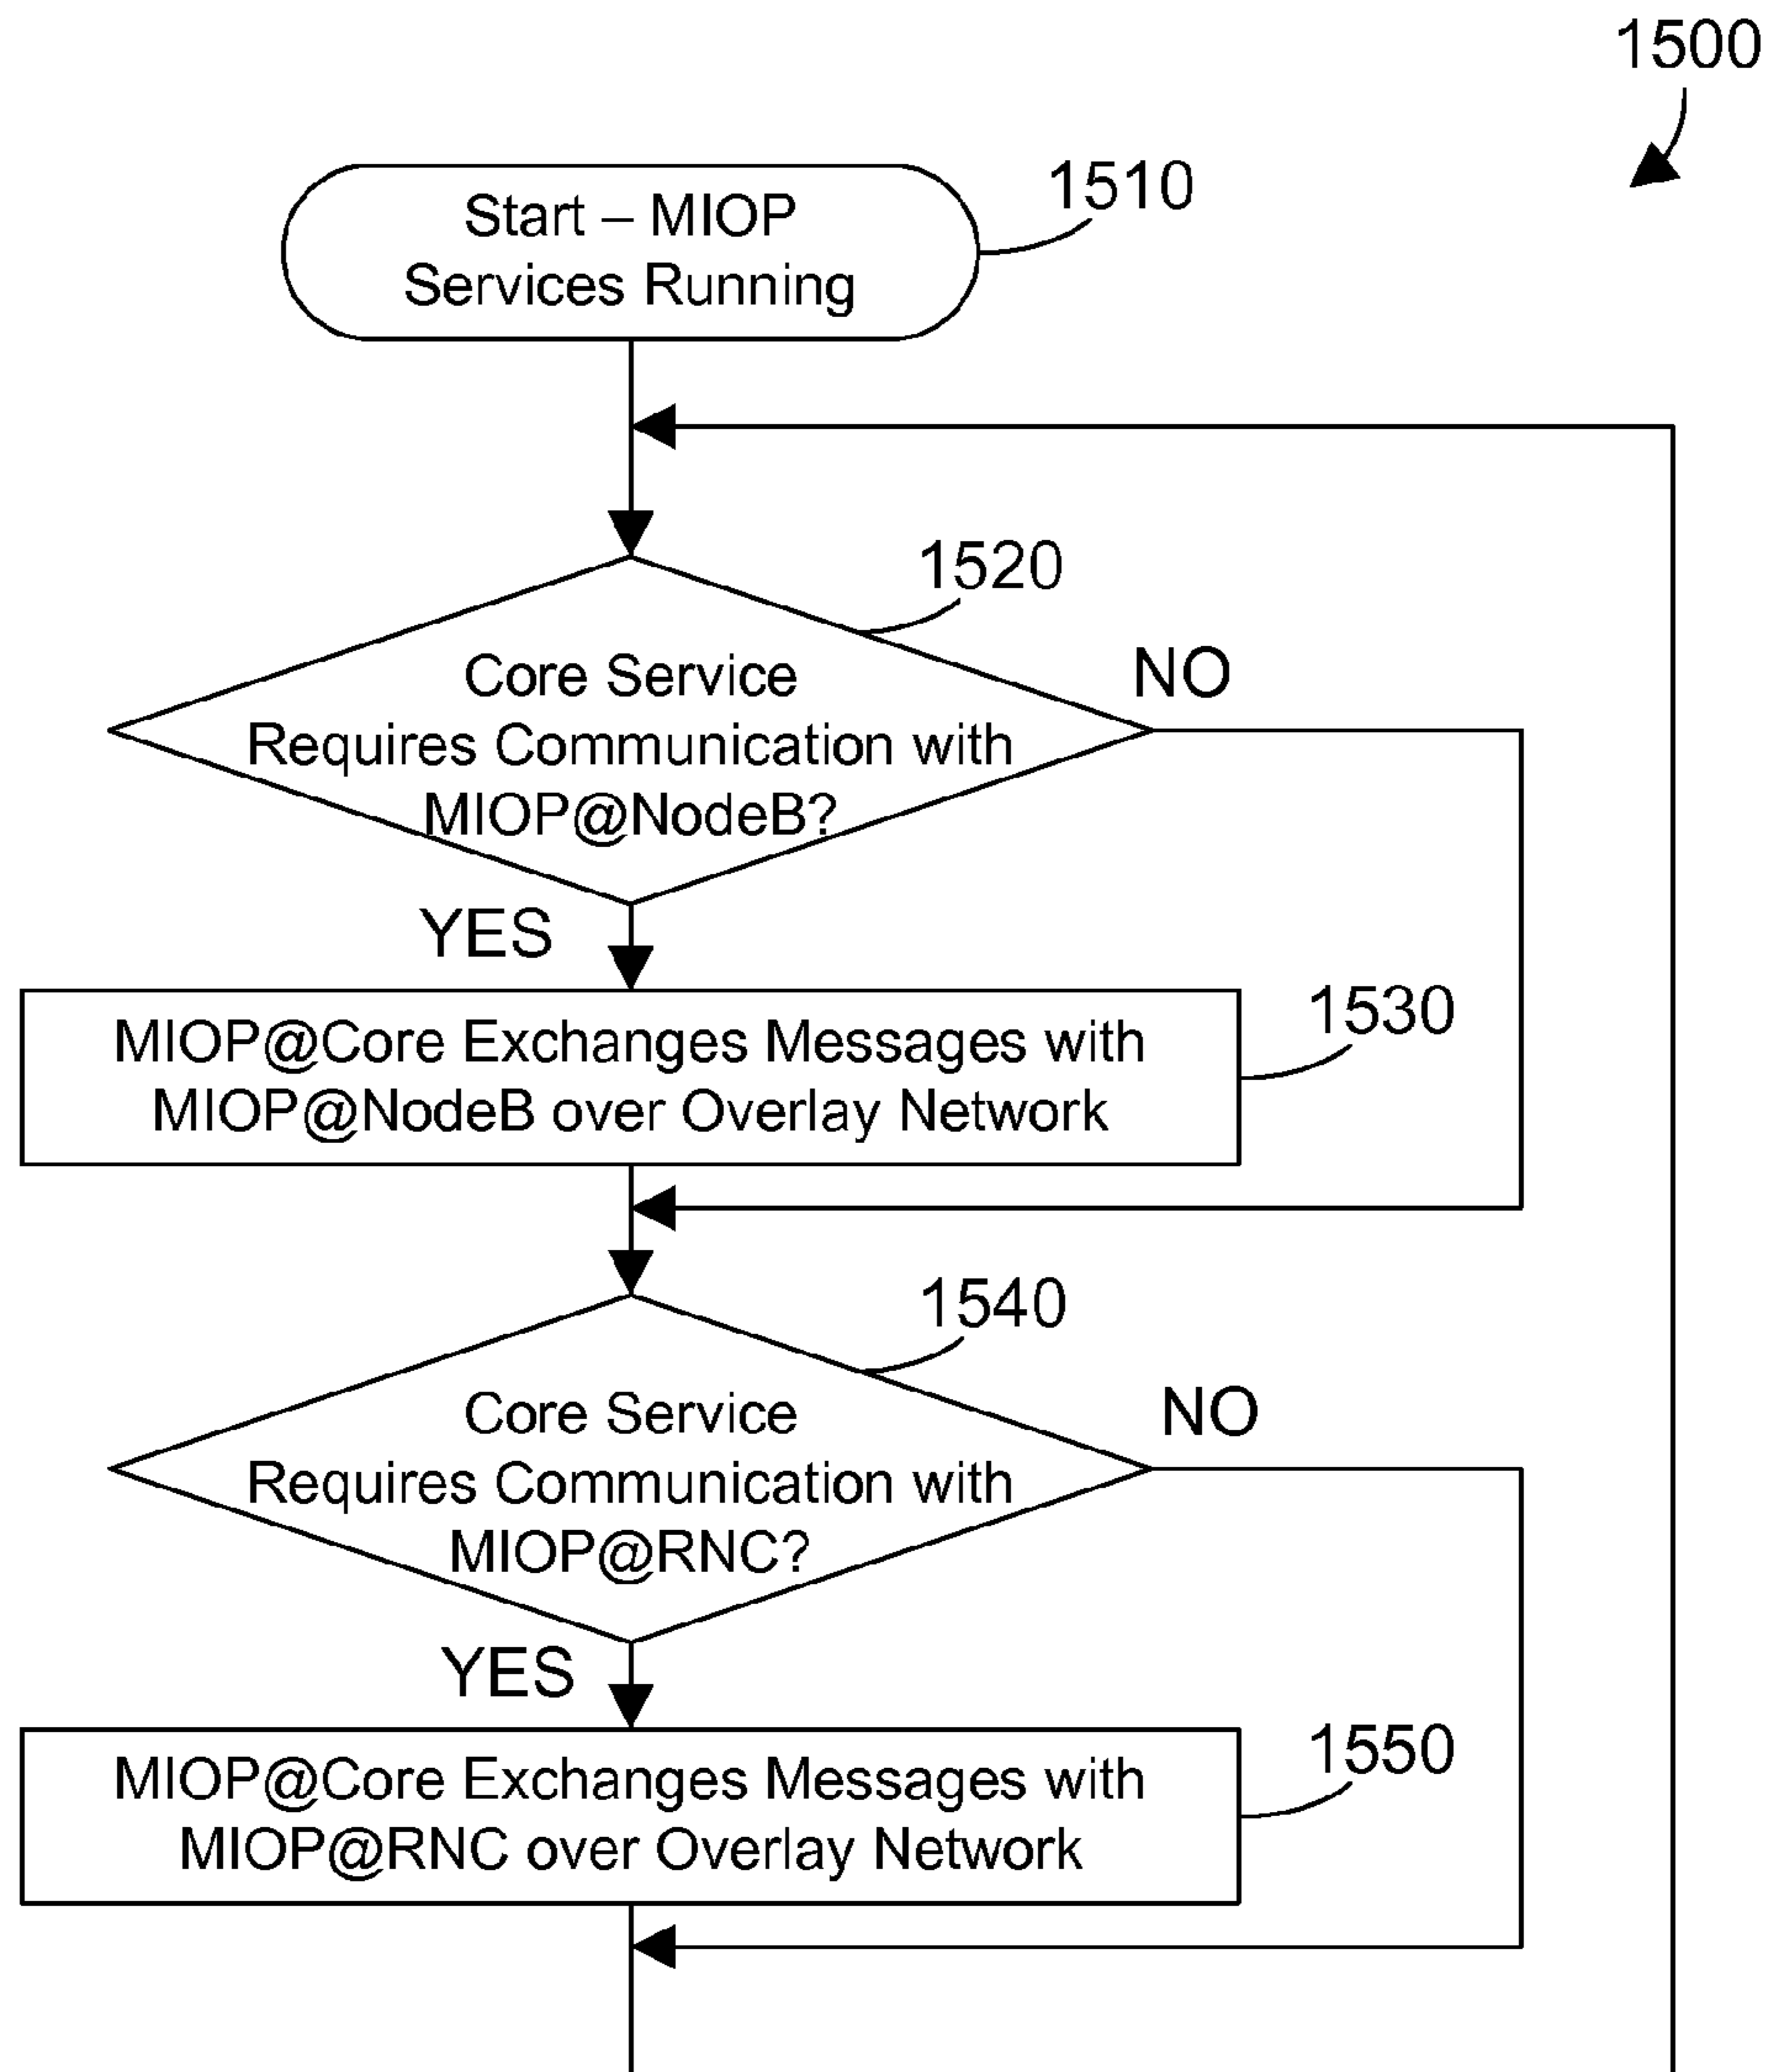 1500
Start – MIOP
Services Running
1510
1520
Core Service
Requires Communication with
MIOP@NodeB?
NO
YES
MIOP@Core Exchanges Messages with
MIOP@NodeB over Overlay Network
1530
1540
Core Service
Requires Communication with
MIOP@RNC?
NO
YES
MIOP@Core Exchanges Messages with
MIOP@RNC over Overlay Network
1550